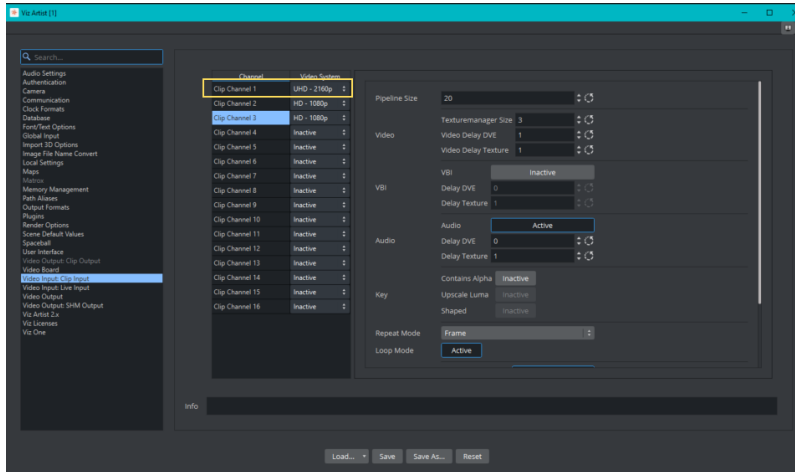 Viz Artist [1]
Search...
Audio Settings
Authentication
Camera
Communication
Clock Formats
Database
Font/Text Options
Global Input
Import 3D Options
Image File Name Convert
Local Settings
Maps
Matrox
Memory Management
Path Aliases
Output Formats
Plugins
Render Options
Scene Default Values
Spaceball
User Interface
Video Output: Clip Output
Video Board
Video Input: Clip Input
Video Input: Live Input
Video Output
Video Output: SHM Output
Viz Artist 2.x
Viz Licenses
Viz One
Channel Video System
Clip Channel 1 UHD - 2160p
Clip Channel 2 HD - 1080p
Clip Channel 3 HD - 1080p
Clip Channel 4 Inactive
Clip Channel 5 Inactive
Clip Channel 6 Inactive
Clip Channel 7 Inactive
Clip Channel 8 Inactive
Clip Channel 9 Inactive
Clip Channel 10 Inactive
Clip Channel 11 Inactive
Clip Channel 12 Inactive
Clip Channel 13 Inactive
Clip Channel 14 Inactive
Clip Channel 15 Inactive
Clip Channel 16 Inactive
Pipeline Size 20
Texturemanager Size 3
Video Video Delay DVE 1
Video Delay Texture 1
VBI Inactive
VBI Delay DVE 0
Delay Texture 1
Audio Active
Audio Delay DVE 0
Delay Texture 1
Contains Alpha Inactive
Key Upscale Luma Inactive
Shaped Inactive
Repeat Mode Frame
Loop Mode Active
Info
Load... Save Save As... Reset